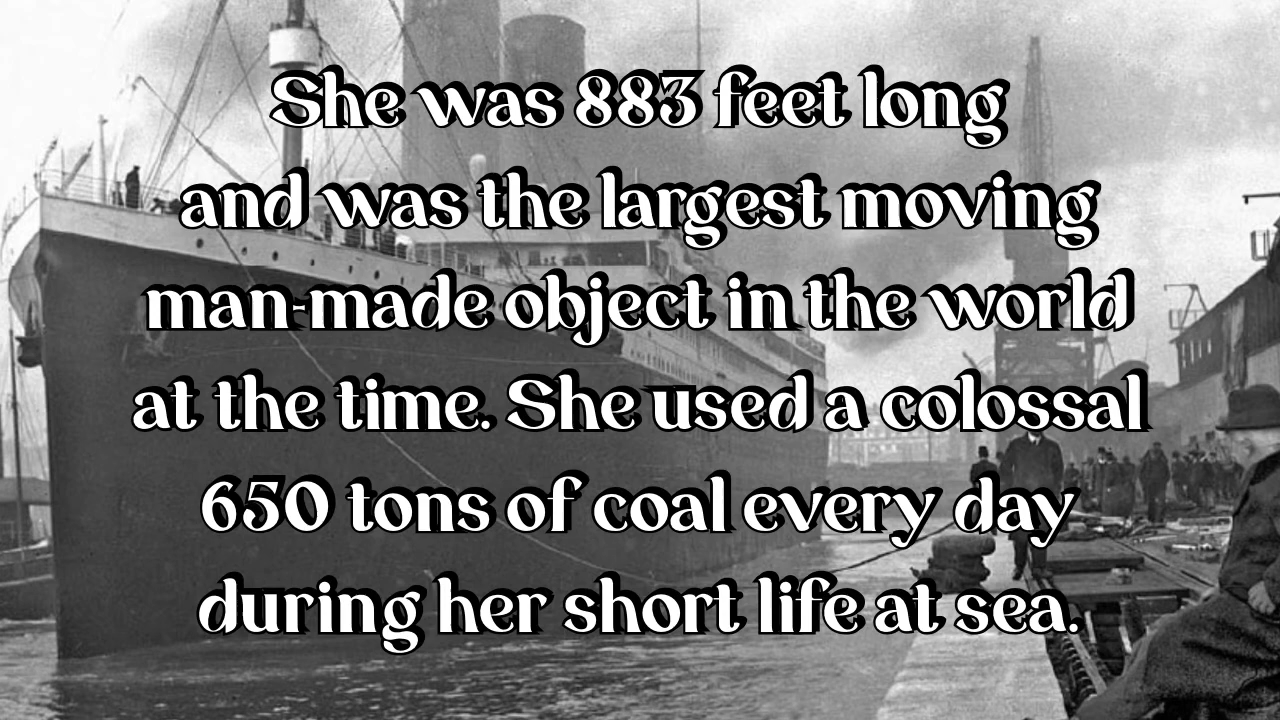 She was 883 feet long
and was the largest moving
man-made object in the world
at the time. She used a colossal
650 tons of coal every day
during her short life at sea.